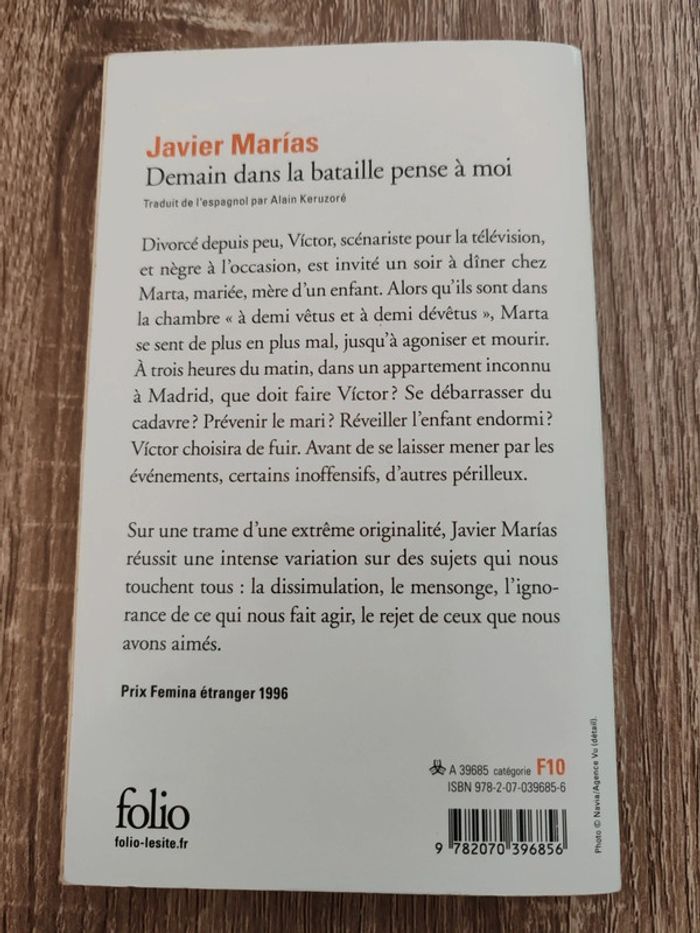 Javier Marías
Demain dans la bataille pense à moi
Traduit de l'espagnol par Alain Keruzoré
Divorcé depuis peu, Víctor, scénariste pour la télévision,
et nègre à l'occasion, est invité un soir à dîner chez
Marta, mariée, mère d'un enfant. Alors qu'ils sont dans
la chambre « à demi vêtus et à demi dévêtus », Marta
se sent de plus en plus mal, jusqu'à agoniser et mourir.
À trois heures du matin, dans un appartement inconnu
à Madrid, que doit faire Víctor ? Se débarrasser du
cadavre ? Prévenir le mari ? Réveiller l'enfant endormi ?
Víctor choisira de fuir. Avant de se laisser mener par les
événements, certains inoffensifs, d'autres périlleux.
Sur une trame d'une extrême originalité, Javier Marías
réussit une intense variation sur des sujets qui nous
touchent tous : la dissimulation, le mensonge, l'igno-
rance de ce qui nous fait agir, le rejet de ceux que nous
avons aimés.
Prix Femina étranger 1996
A 39685 catégorie F10
ISBN 978-2-07-039685-6
folio
folio-lesite.fr
9 782070 396856
Photo © Navia/Agence Vu (détail).